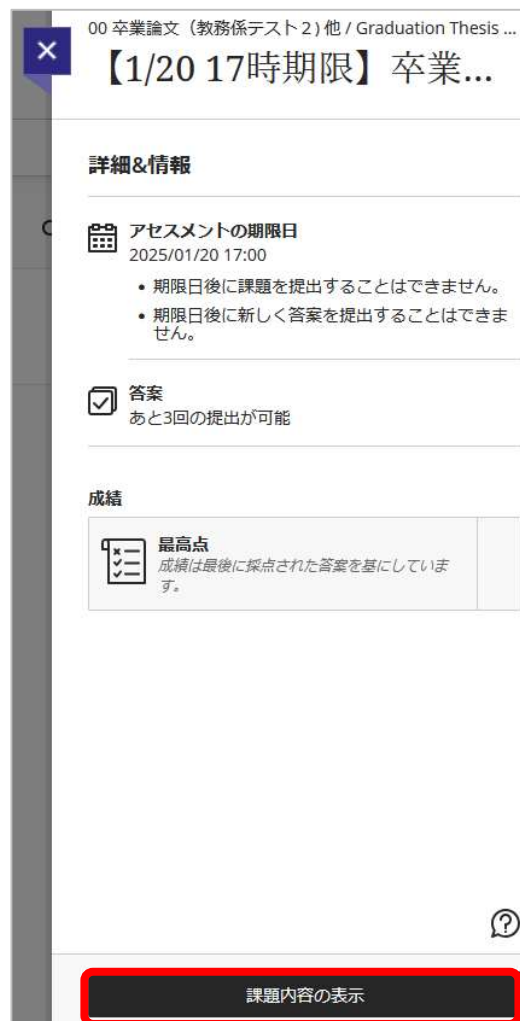 00 卒業論文（教務係テスト２) 他 / Graduation Thesis ...
【1/20 17時期限】卒業...
詳細&情報
アセスメントの期限日
2025/01/20 17:00
• 期限日後に課題を提出することはできません。
• 期限日後に新しく答案を提出することはできま
せん。
答案
あと3回の提出が可能
成績
最高点
成績は最後に採点された答案を基にしていま
す。
課題内容の表示